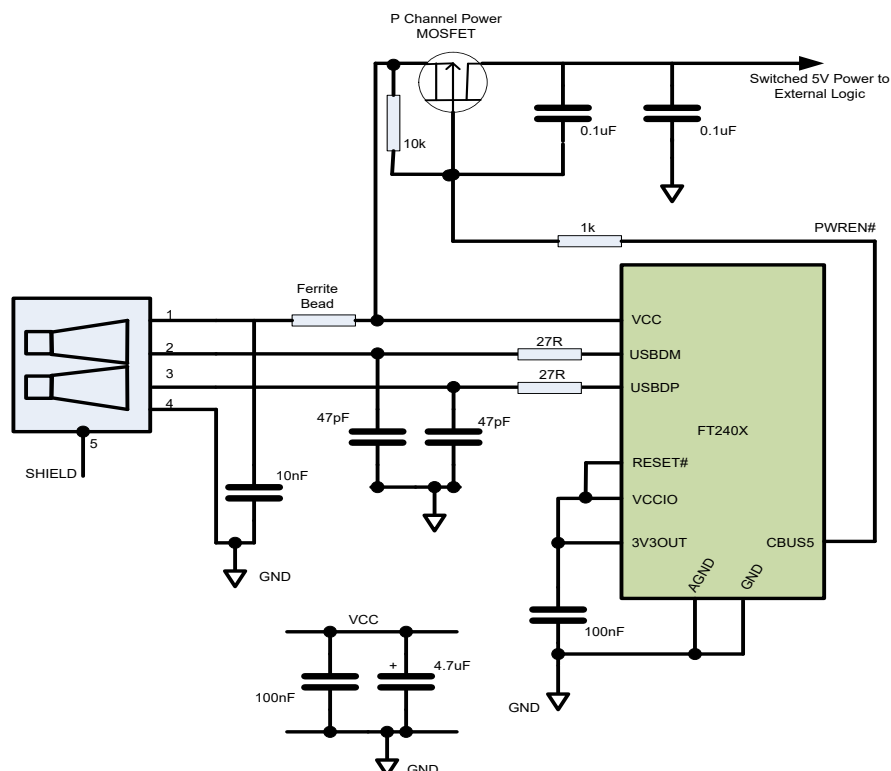 P Channel Power
MOSFET
Switched 5V Power to
External Logic
0.1uF
0.1uF
10k
1k
PWREN#
Ferrite
Bead
1
2
3
4
5
SHIELD
27R
27R
VCC
USBDM
USBDP
47pF
47pF
FT240X
10nF
RESET#
VCCIO
3V3OUT
CBUS5
AGND
GND
GND
100nF
VCC
100nF
+
4.7uF
GND
GND